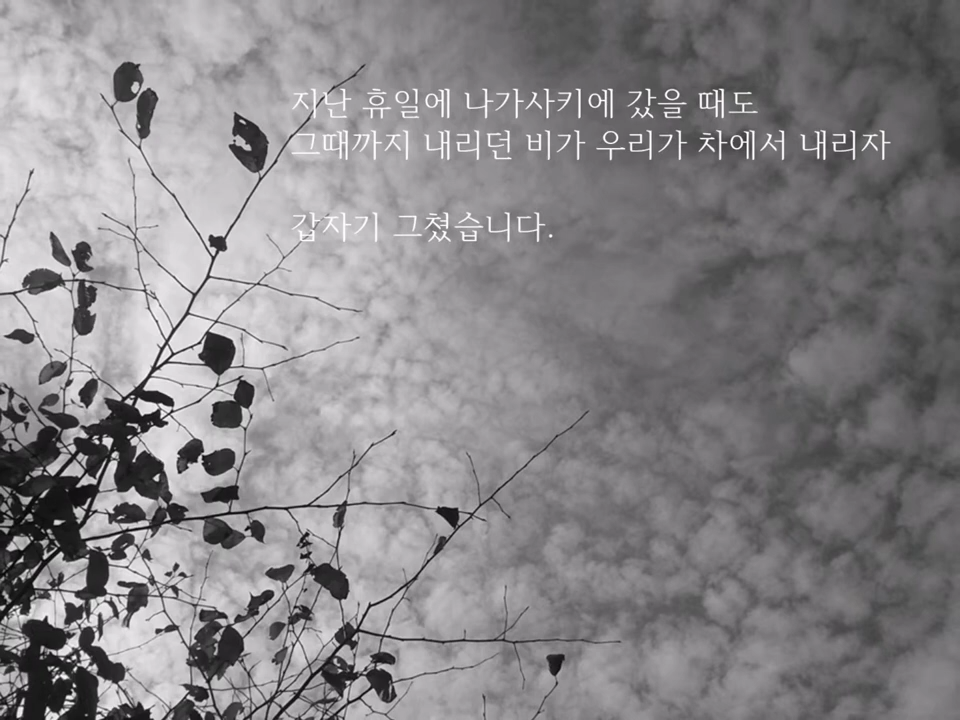 지난 휴일에 나가사키에 갔을 때도
그때까지 내리던 비가 우리가 차에서 내리자
갑자기 그쳤습니다.